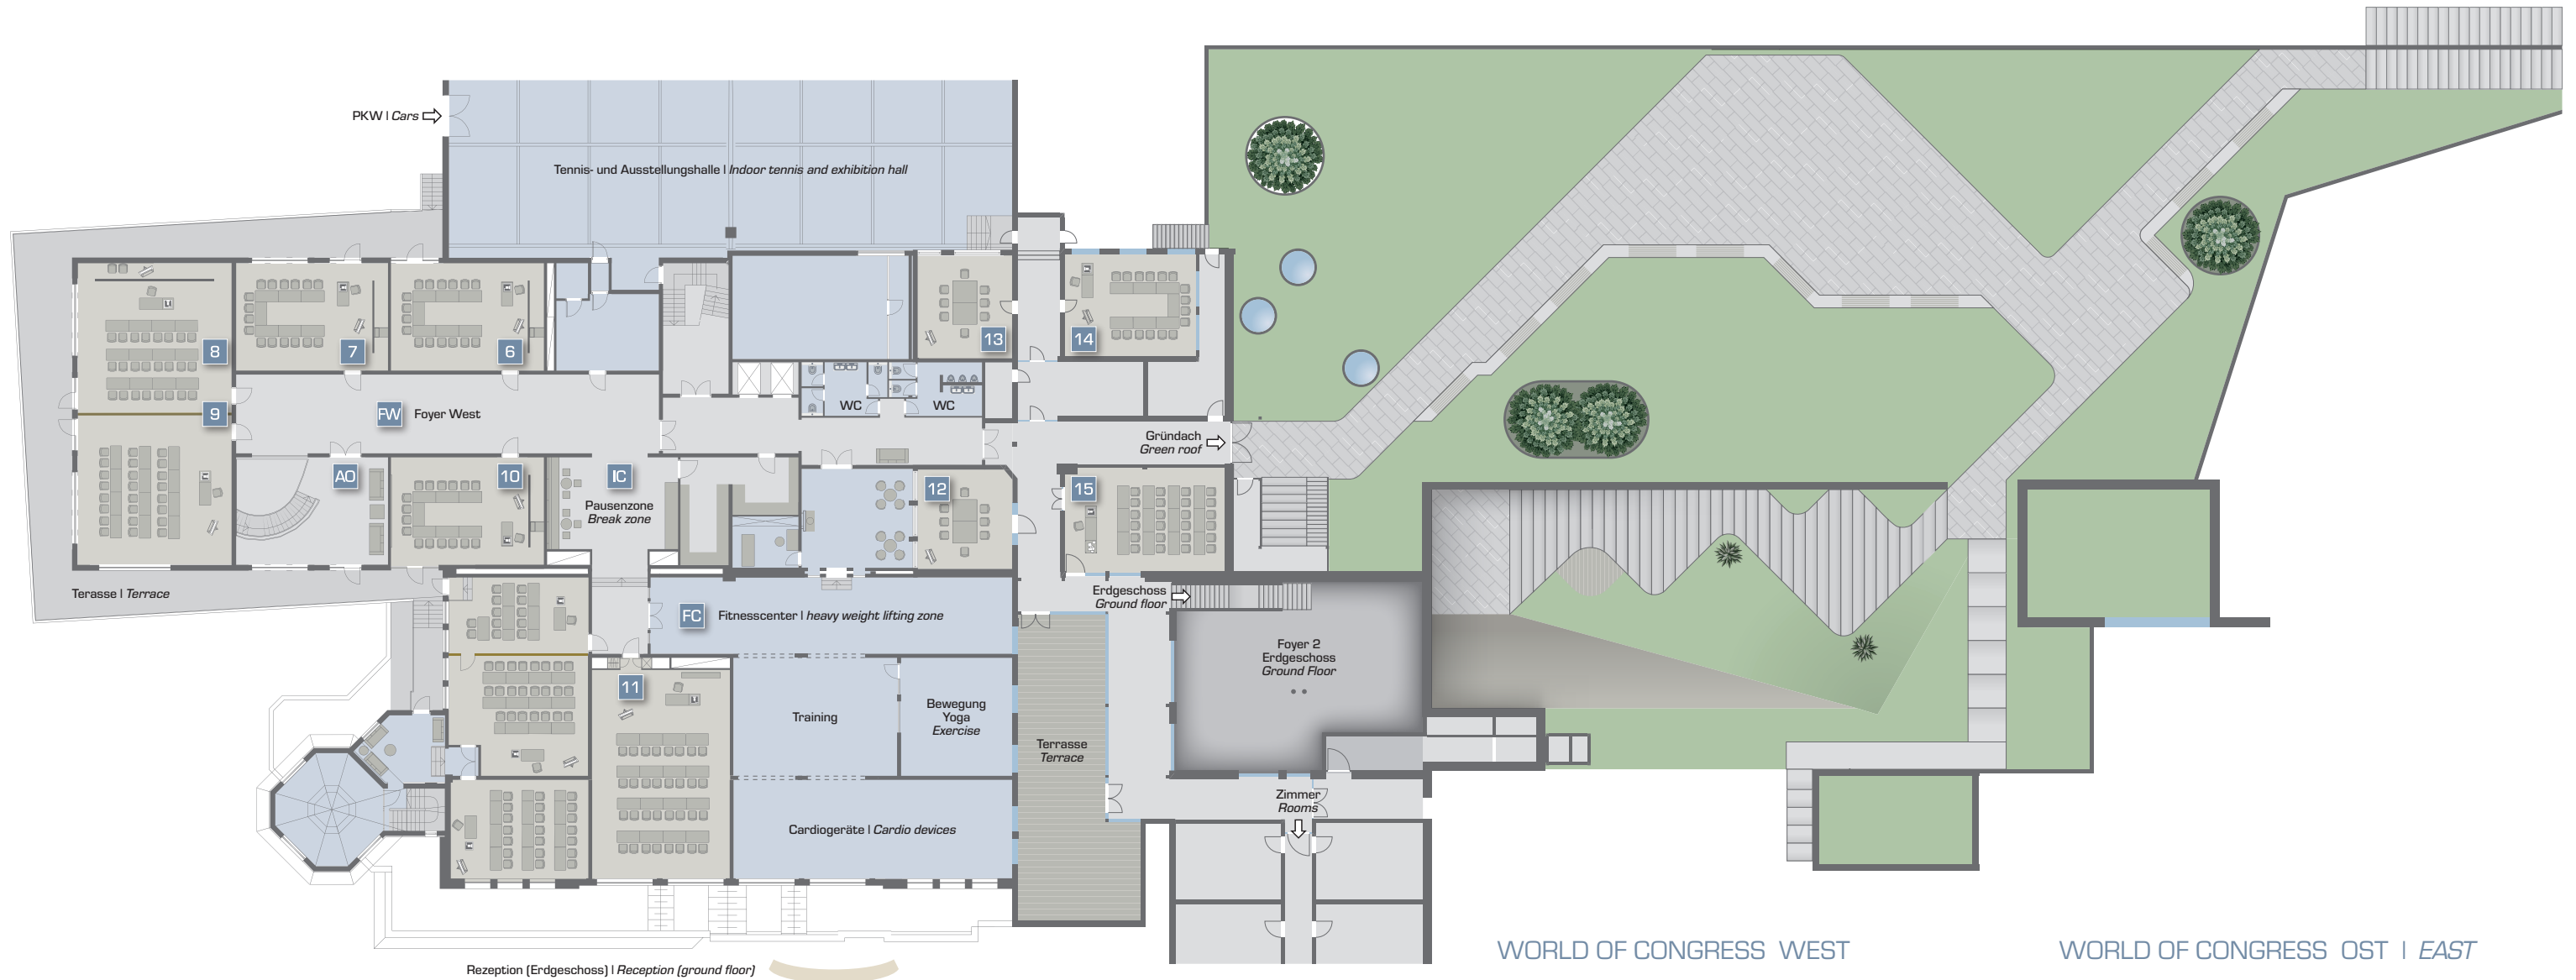 PKW | Cars
Tennis- und Ausstellungshalle | Indoor tennis and exhibition hall
8
7
6
13
14
9
FW Foyer West
WC
WC
Gründach
Green roof
AO
10
IC
Pausenzone
Break zone
12
15
Terasse | Terrace
FC Fitnesscenter | heavy weight lifting zone
Erdgeschoss
Ground floor
Foyer 2
Erdgeschoss
Ground Floor
11
Training
Bewegung
Yoga
Exercise
Terrasse
Terrace
Zimmer
Rooms
Cardiogeräte | Cardio devices
WORLD OF CONGRESS WEST
WORLD OF CONGRESS OST | EAST
Rezeption (Erdgeschoss) | Reception (ground floor)